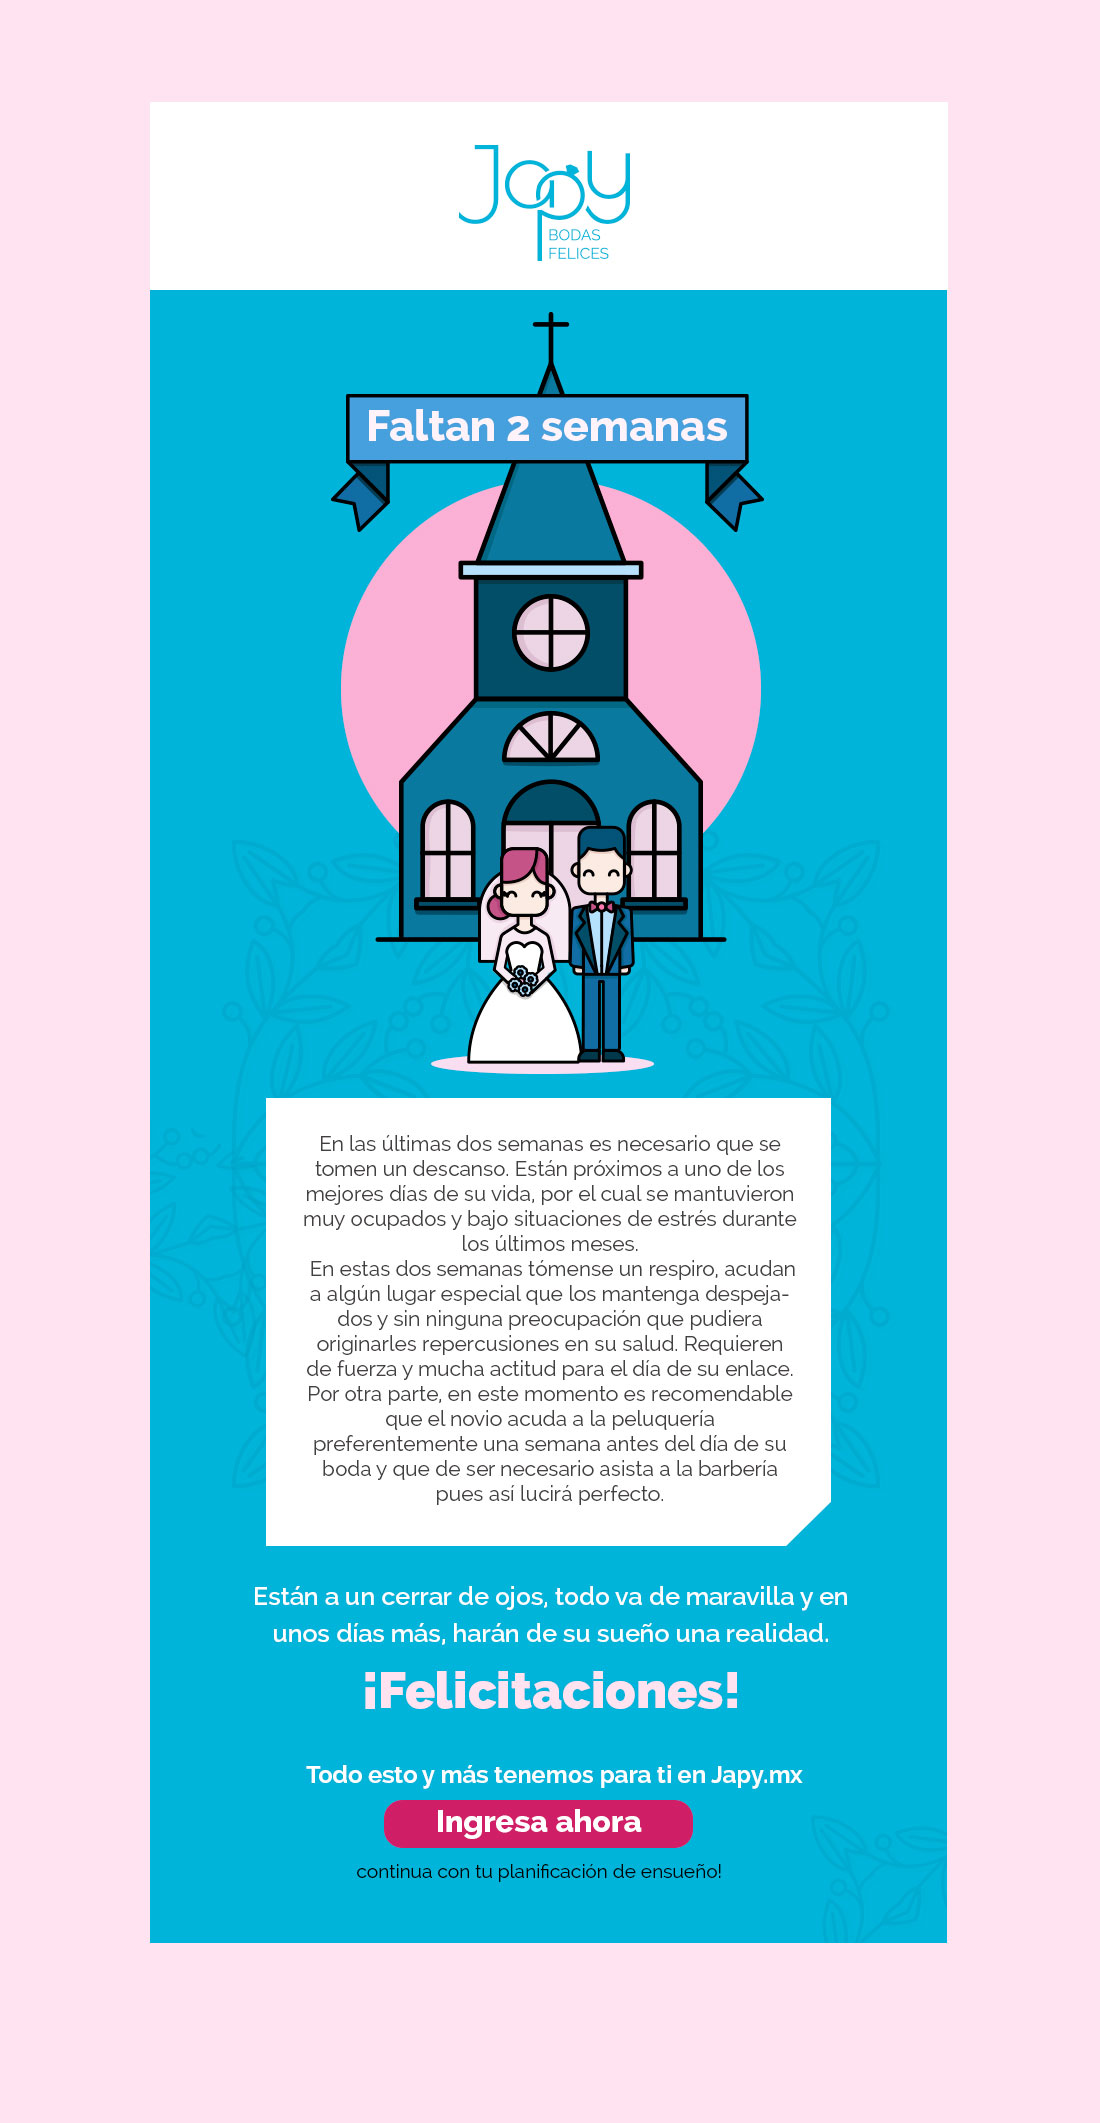 Japy
BODAS
FELICES
Faltan 2 semanas
En las últimas dos semanas es necesario que se
tomen un descanso. Están próximos a uno de los
mejores días de su vida, por el cual se mantuvieron
muy ocupados y bajo situaciones de estrés durante
los últimos meses.
En estas dos semanas tómense un respiro, acudan
a algún lugar especial que los mantenga despeja-
dos y sin ninguna preocupación que pudiera
originarles repercusiones en su salud. Requieren
de fuerza y mucha actitud para el día de su enlace.
Por otra parte, en este momento es recomendable
que el novio acuda a la peluquería
preferentemente una semana antes del día de su
boda y que de ser necesario asista a la barbería
pues así lucirá perfecto.
Están a un cerrar de ojos, todo va de maravilla y en
unos días más, harán de su sueño una realidad.
¡Felicitaciones!
Todo esto y más tenemos para ti en Japy.mx
Ingresa ahora
continua con tu planificación de ensueño!